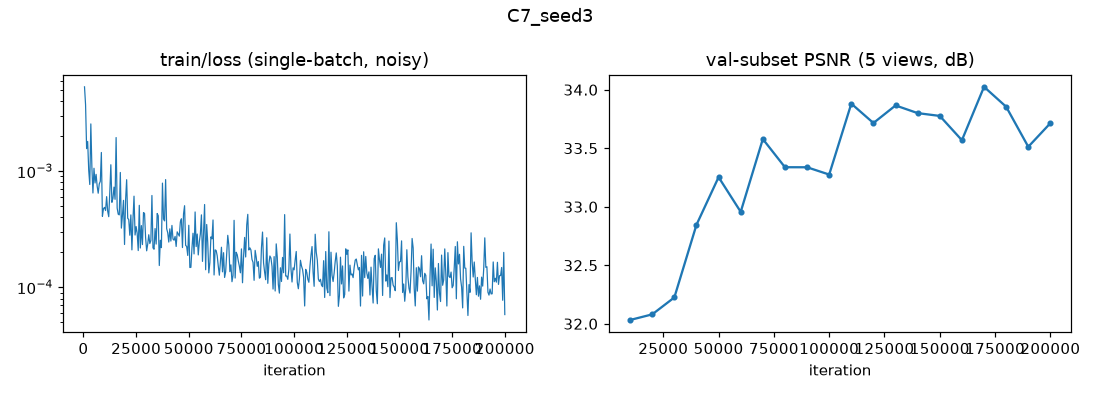 C7_seed3
train/loss (single-batch, noisy)
val-subset PSNR (5 views, dB)
10⁻³
10⁻⁴
0 25000 50000 75000 100000 125000 150000 175000 200000
iteration
34.0
33.5
33.0
32.5
32.0
25000 50000 75000 100000 125000 150000 175000 200000
iteration